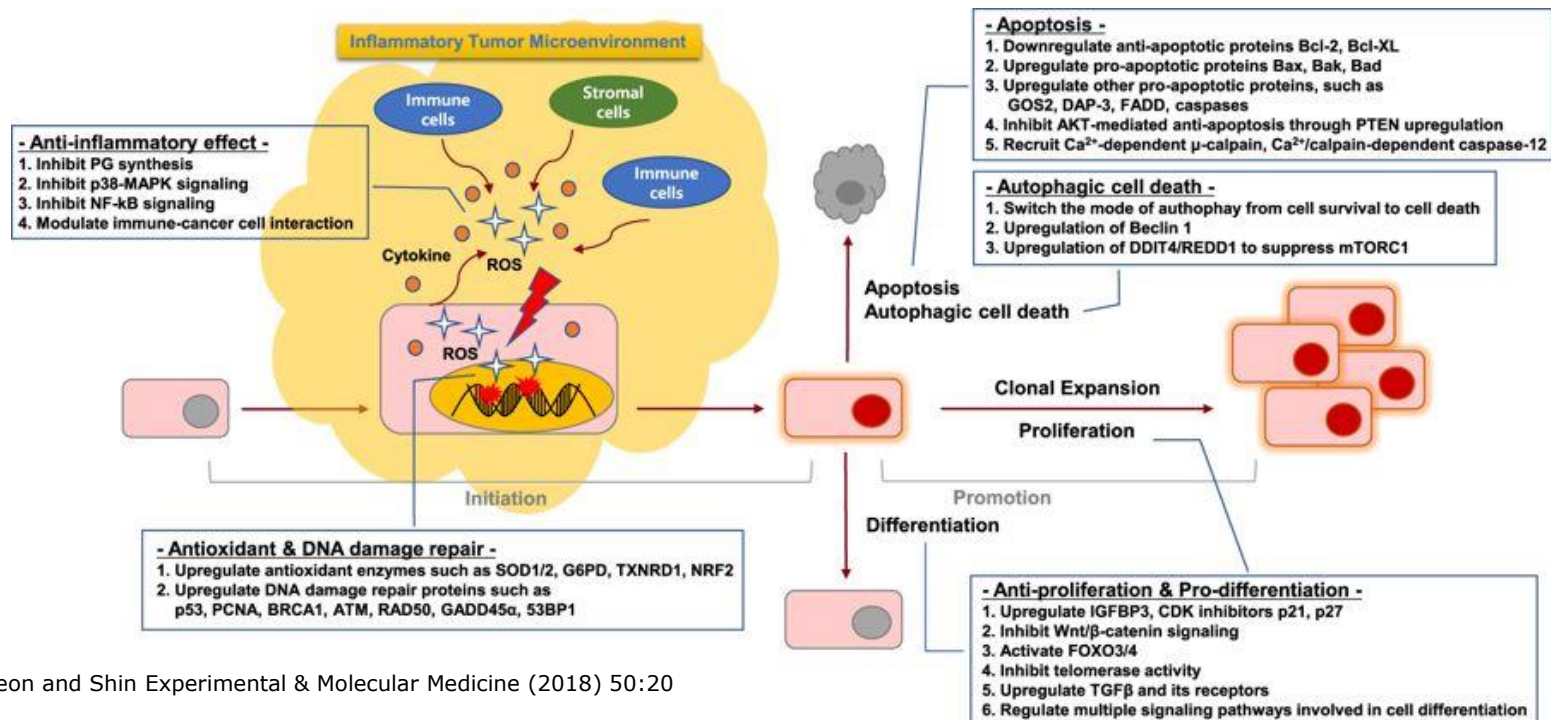 Inflammatory Tumor Microenvironment
Immune
cells
Stromal
cells
Immune
cells
- Anti-inflammatory effect -
1. Inhibit PG synthesis
2. Inhibit p38-MAPK signaling
3. Inhibit NF-kB signaling
4. Modulate immune-cancer cell interaction
Cytokine
ROS
ROS
- Apoptosis -
1. Downregulate anti-apoptotic proteins Bcl-2, Bcl-XL
2. Upregulate pro-apoptotic proteins Bax, Bak, Bad
3. Upregulate other pro-apoptotic proteins, such as
GOS2, DAP-3, FADD, caspases
4. Inhibit AKT-mediated anti-apoptosis through PTEN upregulation
5. Recruit Ca²⁺-dependent μ-calpain, Ca²⁺/calpain-dependent caspase-12
- Autophagic cell death -
1. Switch the mode of authophay from cell survival to cell death
2. Upregulation of Beclin 1
3. Upregulation of DDIT4/REDD1 to suppress mTORC1
Apoptosis
Autophagic cell death
Clonal Expansion
Proliferation
Initiation
Promotion
Differentiation
- Antioxidant & DNA damage repair -
1. Upregulate antioxidant enzymes such as SOD1/2, G6PD, TXNRD1, NRF2
2. Upregulate DNA damage repair proteins such as
p53, PCNA, BRCA1, ATM, RAD50, GADD45α, 53BP1
- Anti-proliferation & Pro-differentiation -
1. Upregulate IGFBP3, CDK inhibitors p21, p27
2. Inhibit Wnt/β-catenin signaling
3. Activate FOXO3/4
4. Inhibit telomerase activity
5. Upregulate TGFβ and its receptors
6. Regulate multiple signaling pathways involved in cell differentiation
eon and Shin Experimental & Molecular Medicine (2018) 50:20